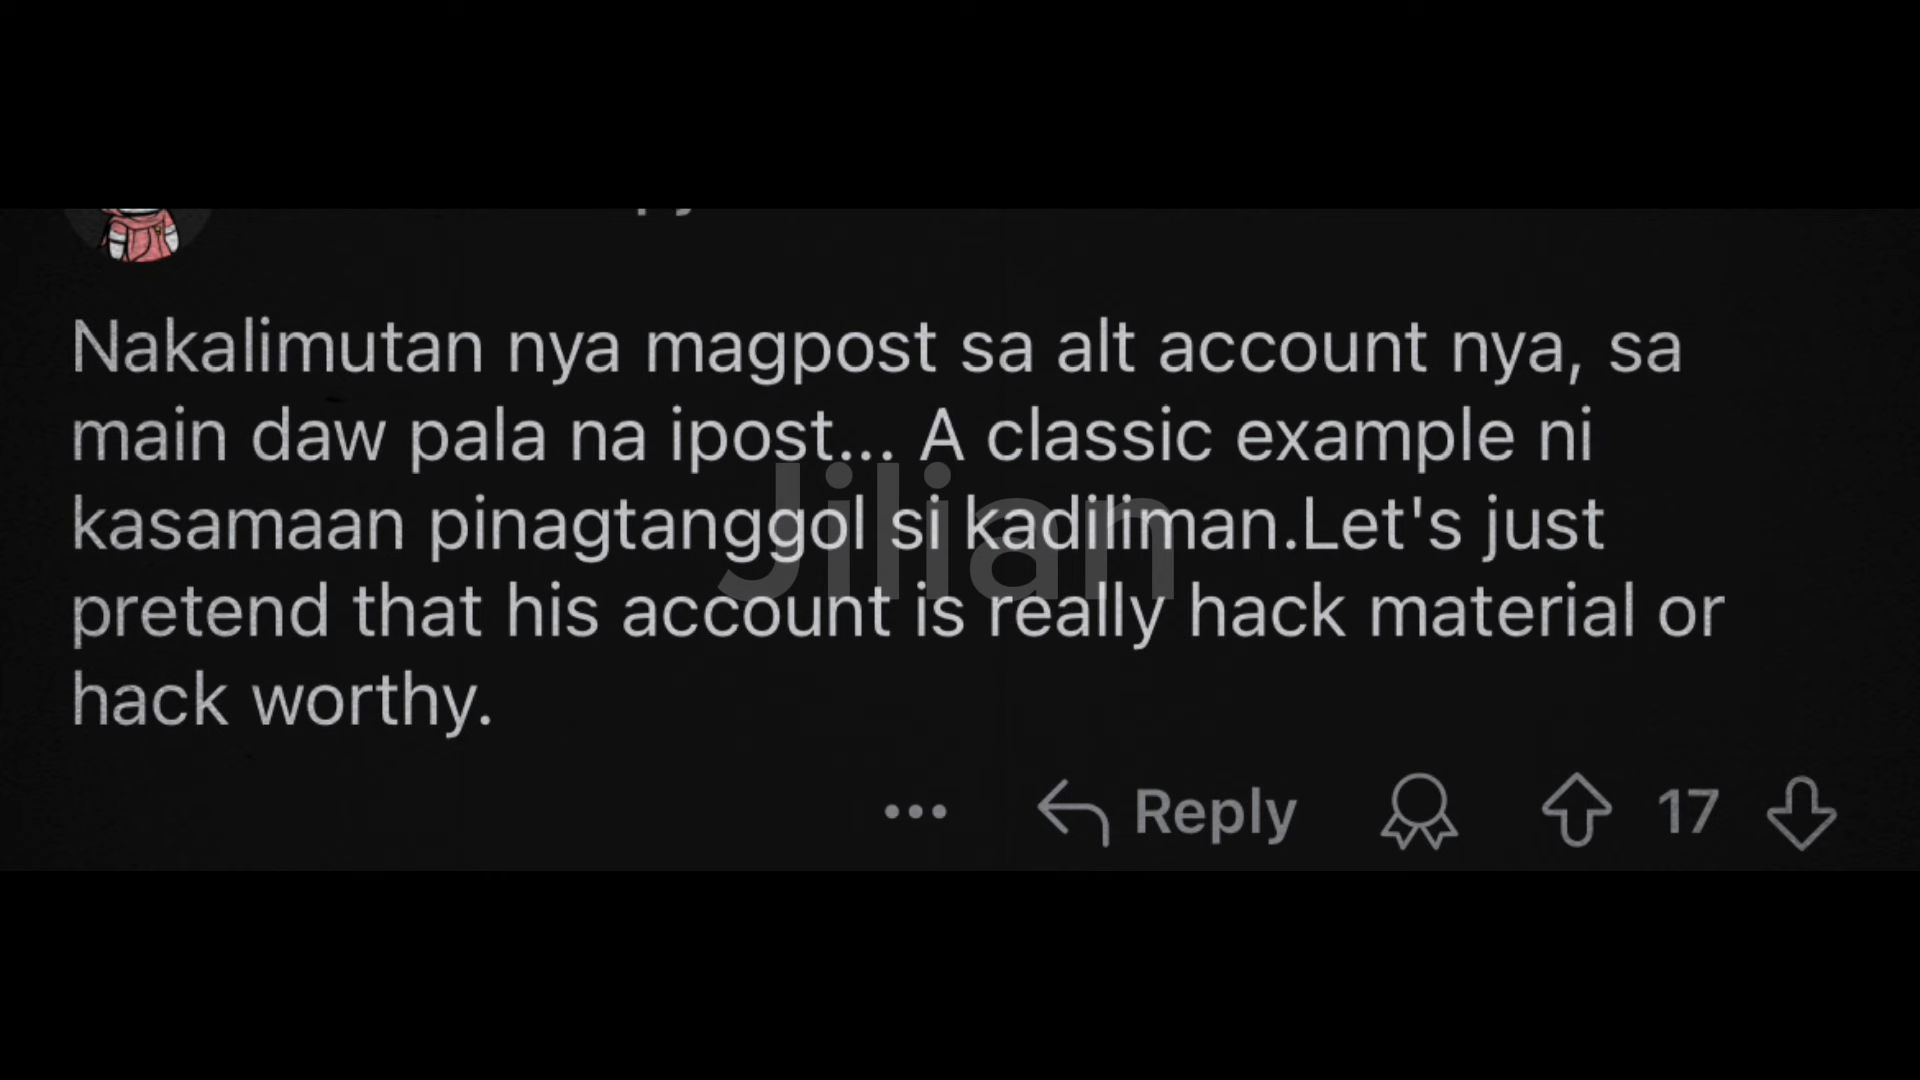 Nakalimutan nya magpost sa alt account nya, sa
main daw pala na ipost... A classic example ni
kasamaan pinagtanggol si kadiliman.Let's just
pretend that his account is really hack material or
hack worthy.
Jilian
... Reply 17